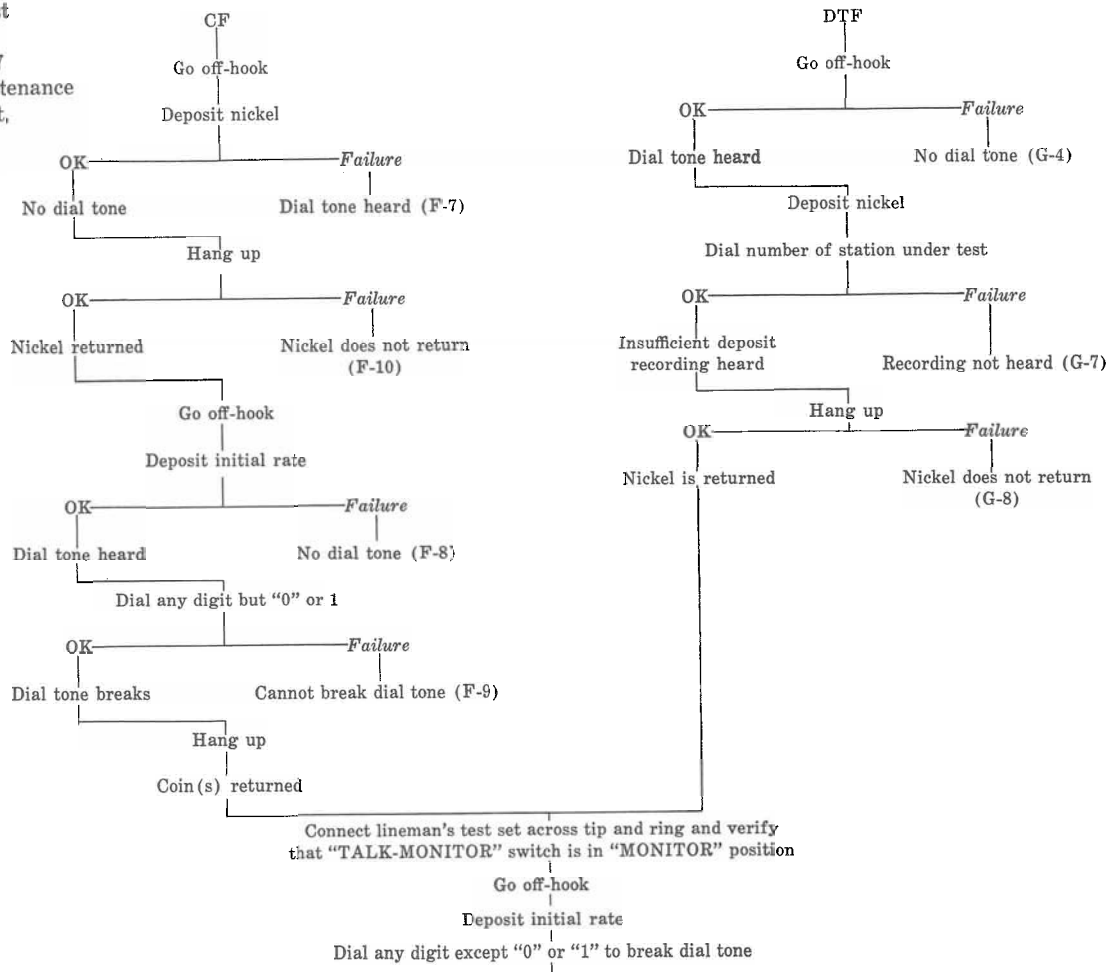 CF
Go off-hook
Deposit nickel
OK Failure
No dial tone Dial tone heard (F-7)
Hang up
OK Failure
Nickel returned Nickel does not return
(F-10)
Go off-hook
Deposit initial rate
OK Failure
Dial tone heard No dial tone (F-8)
Dial any digit but “0” or 1
OK Failure
Dial tone breaks Cannot break dial tone (F-9)
Hang up
Coin(s) returned
DTF
Go off-hook
OK Failure
Dial tone heard No dial tone (G-4)
Deposit nickel
Dial number of station under test
OK Failure
Insufficient deposit
recording heard Recording not heard (G-7)
Hang up
OK Failure
Nickel is returned Nickel does not return
(G-8)
Connect lineman's test set across tip and ring and verify
that “TALK-MONITOR” switch is in “MONITOR” position
Go off-hook
Deposit initial rate
Dial any digit except “0” or “1” to break dial tone